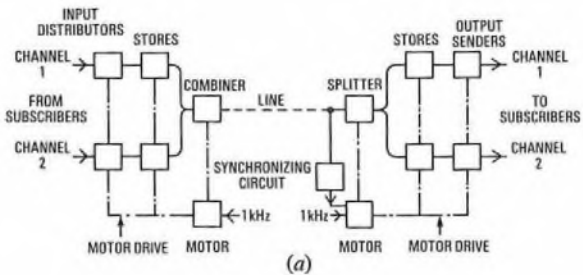 INPUT
DISTRIBUTORS
STORES
CHANNEL
1
COMBINER
FROM
SUBSCRIBERS
CHANNEL
2
MOTOR DRIVE
MOTOR
1kHz
LINE
SPLITTER
SYNCHRONIZING
CIRCUIT
1kHz
MOTOR
MOTOR DRIVE
STORES
OUTPUT
SENDERS
CHANNEL
1
TO
SUBSCRIBERS
CHANNEL
2
(a)